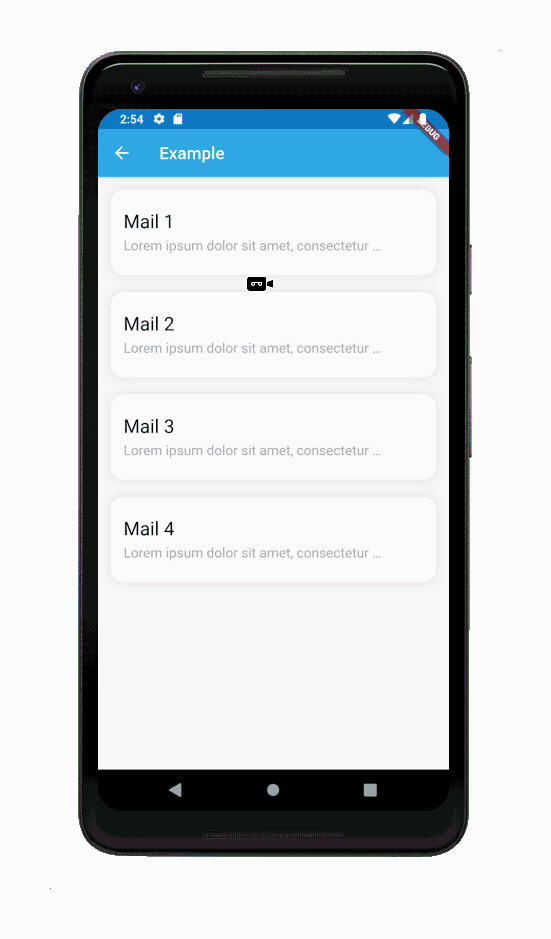 2:54
DEBUG
Example
Mail 1
Lorem ipsum dolor sit amet, consectetur ...
Mail 2
Lorem ipsum dolor sit amet, consectetur ...
Mail 3
Lorem ipsum dolor sit amet, consectetur ...
Mail 4
Lorem ipsum dolor sit amet, consectetur ...